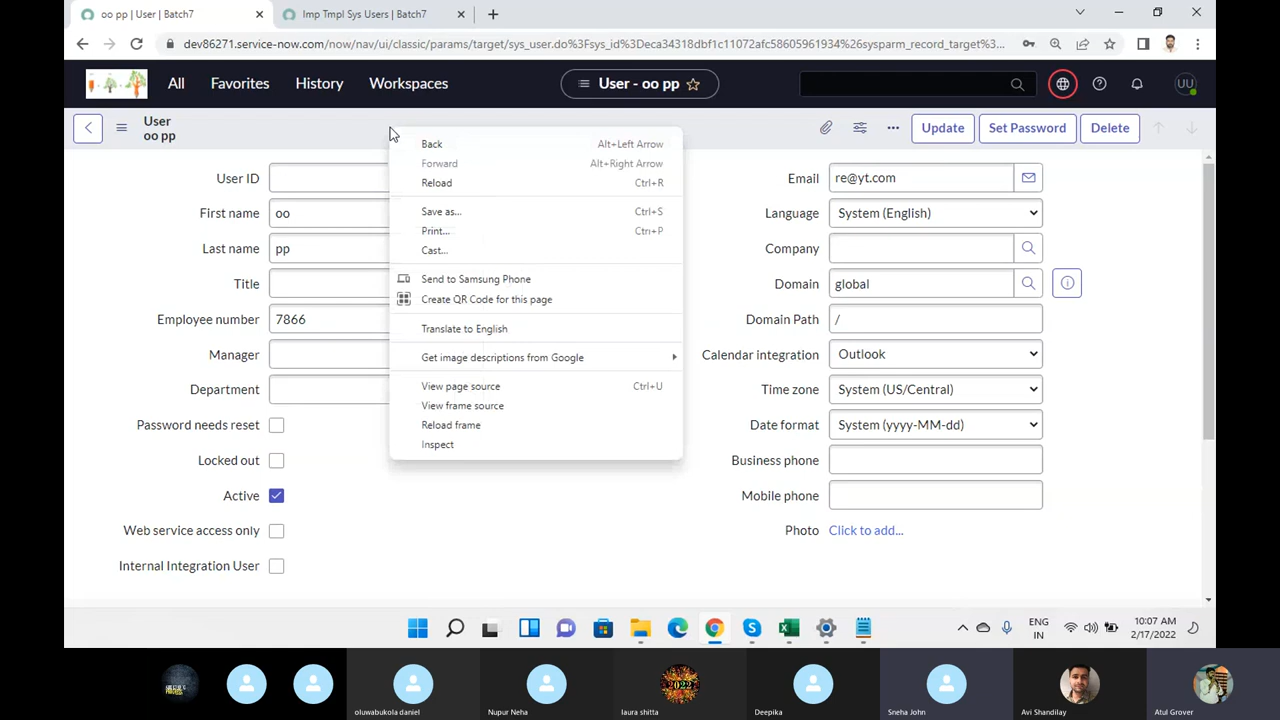 oo pp | User | Batch7
Imp Tmpl Sys Users | Batch7
dev86271.service-now.com/now/nav/ui/classic/params/target/sys_user.do%3Fsys_id%3Deca34318dbf1c11072afc58605961934%26sysparm_record_target%3...
All
Favorites
History
Workspaces
User - oo pp
UU
User
oo pp
Update
Set Password
Delete
Back Alt+Left Arrow
Forward Alt+Right Arrow
Reload Ctrl+R
Save as... Ctrl+S
Print... Ctrl+P
Cast...
Send to Samsung Phone
Create QR Code for this page
Translate to English
Get image descriptions from Google
View page source Ctrl+U
View frame source
Reload frame
Inspect
User ID
First name oo
Last name pp
Title
Employee number 7866
Manager
Department
Password needs reset
Locked out
Active
Web service access only
Internal Integration User
Email re@yt.com
Language System (English)
Company
Domain global
Domain Path /
Calendar integration Outlook
Time zone System (US/Central)
Date format System (yyyy-MM-dd)
Business phone
Mobile phone
Photo Click to add...
ENG
IN
10:07 AM
2/17/2022
2022
oluwabukola daniel
Nupur Neha
laura shitta
Deepika
Sneha John
Avi Shandilay
Atul Grover